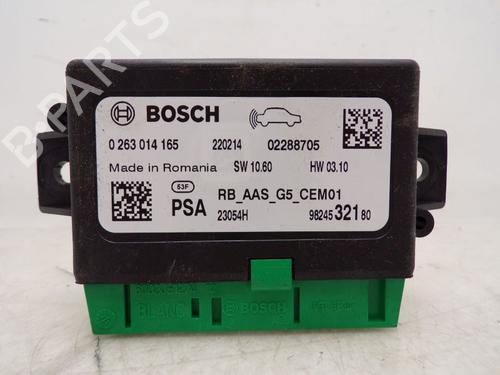 B-PARTS
BOSCH
0 263 014 165 220214 02288705
Made in Romania SW 10.60 HW 03.10
53F
PSA RB_AAS_G5_CEM01
23054H 98245 321 80
BOSCH